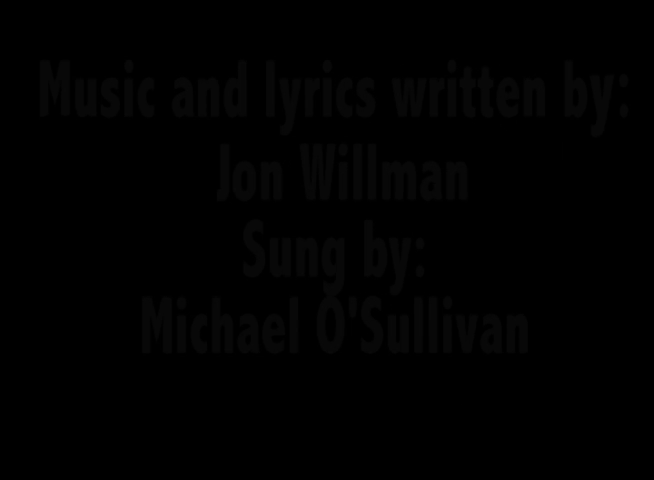 Music and lyrics written by:
Jon Willman
Sung by:
Michael O'Sullivan